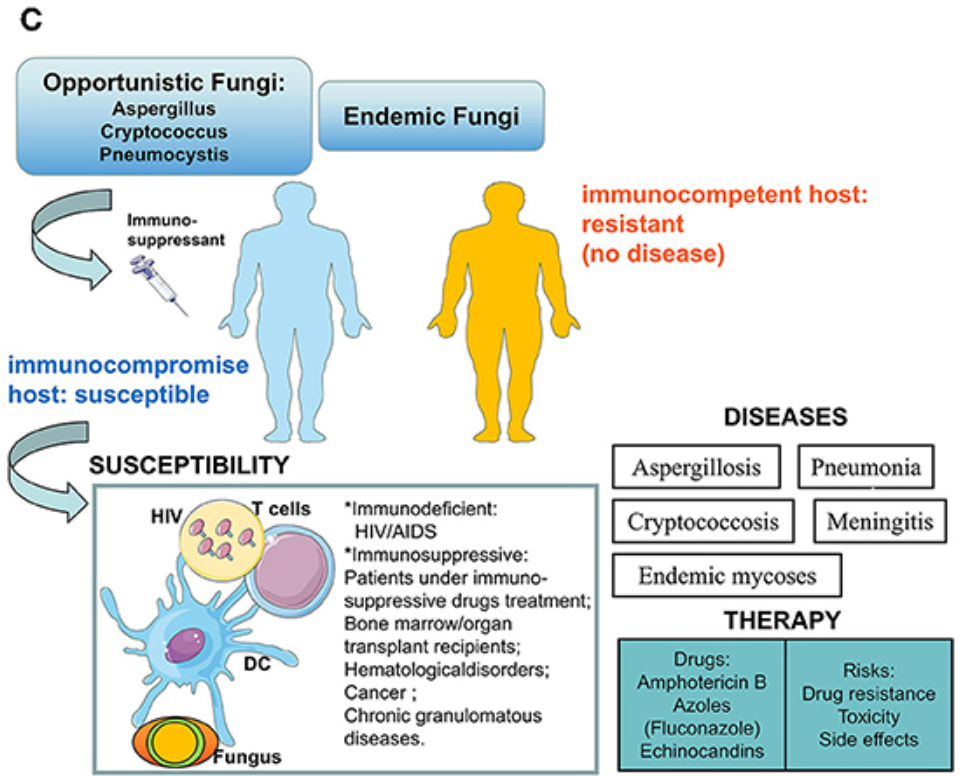 C
Opportunistic Fungi:
Aspergillus
Cryptococcus
Pneumocystis
Endemic Fungi
Immuno-
suppressant
immunocompetent host:
resistant
(no disease)
immunocompromise
host: susceptible
SUSCEPTIBILITY
HIV
T cells
DC
Fungus
*Immunodeficient:
HIV/AIDS
*Immunosuppressive:
Patients under immuno-
suppressive drugs treatment;
Bone marrow/organ
transplant recipients;
Hematologicaldisorders;
Cancer ;
Chronic granulomatous
diseases.
DISEASES
Aspergillosis
Pneumonia
Cryptococcosis
Meningitis
Endemic mycoses
THERAPY
Drugs:
Amphotericin B
Azoles
(Fluconazole)
Echinocandins
Risks:
Drug resistance
Toxicity
Side effects